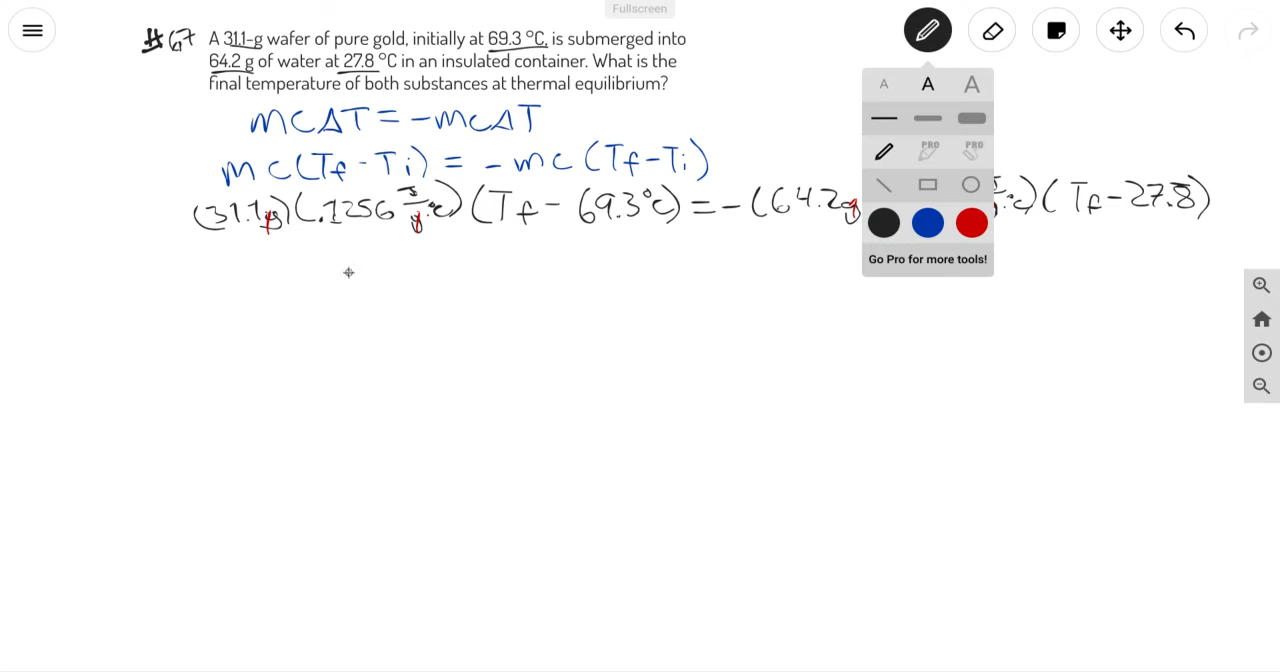 Fullscreen
#67 A 31.1-g wafer of pure gold, initially at 69.3 °C, is submerged into
64.2 g of water at 27.8 °C in an insulated container. What is the
final temperature of both substances at thermal equilibrium?
mCΔT = -mCΔT
mC(Tf - Ti) = -mC(Tf - Ti)
(31.1g)(.1256 J/g·°C)(Tf - 69.3°C) = -(64.2g °C)(Tf - 27.8)
A A A
PRO PRO
Go Pro for more tools!